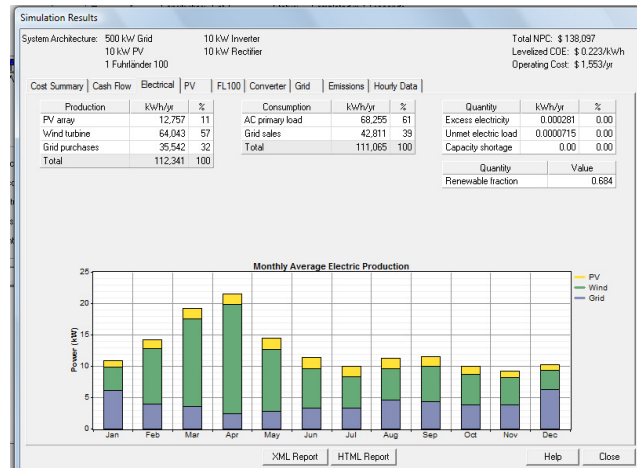 Simulation Results
System Architecture: 500 kW Grid 10 kW Inverter Total NPC: $ 138,097
10 kW PV 10 kW Rectifier Levelized COE: $ 0.223/kWh
1 Fuhrländer 100 Operating Cost: $ 1,553/yr
Cost Summary Cash Flow Electrical PV FL100 Converter Grid Emissions Hourly Data
Production kWh/yr %
PV array 12,757 11
Wind turbine 64,043 57
Grid purchases 35,542 32
Total 112,341 100
Consumption kWh/yr %
AC primary load 68,255 61
Grid sales 42,811 39
Total 111,065 100
Quantity kWh/yr %
Excess electricity 0.000281 0.00
Unmet electric load 0.0000715 0.00
Capacity shortage 0.00 0.00
Quantity Value
Renewable fraction 0.684
Monthly Average Electric Production
Power (kW)
25
20
15
10
5
0
Jan Feb Mar Apr May Jun Jul Aug Sep Oct Nov Dec
PV
Wind
Grid
XML Report HTML Report Help Close